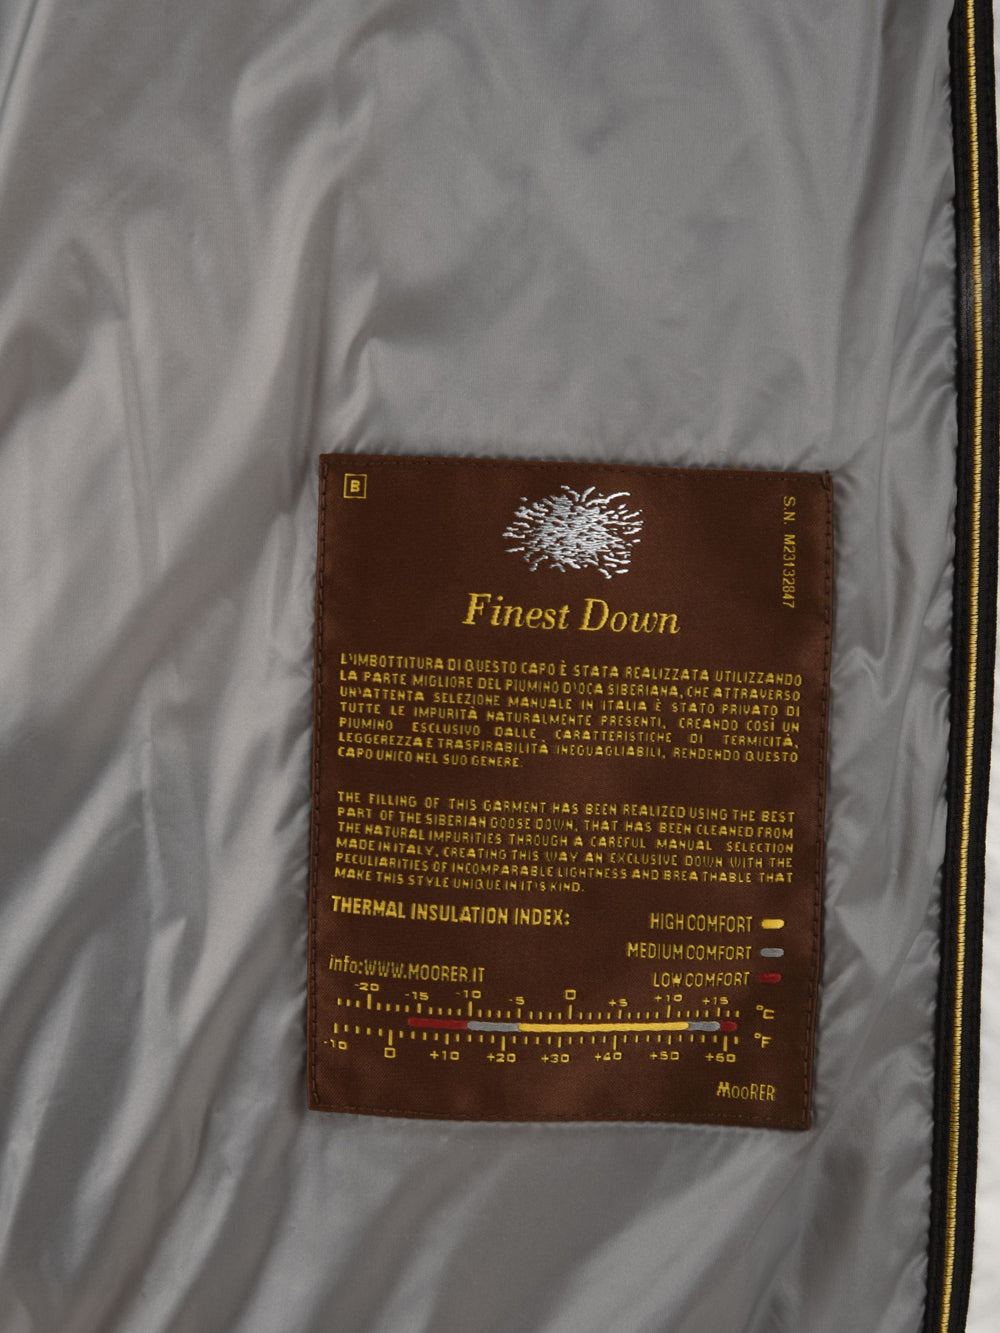 B
S.N. M23132847
Finest Down
L'IMBOTTITURA DI QUESTO CAPO È STATA REALIZZATA UTILIZZANDO
LA PARTE MIGLIORE DEL PIUMINO D'OCA SIBERIANA, CHE ATTRAVERSO
UN'ATTENTA SELEZIONE MANUALE IN ITALIA È STATO PRIVATO DI
TUTTE LE IMPURITÀ NATURALMENTE PRESENTI, CREANDO COSÌ UN
PIUMINO ESCLUSIVO DALLE CARATTERISTICHE DI TERMICITÀ,
LEGGEREZZA E TRASPIRABILITÀ INEGUAGLIABILI, RENDENDO QUESTO
CAPO UNICO NEL SUO GENERE.
THE FILLING OF THIS GARMENT HAS BEEN REALIZED USING THE BEST
PART OF THE SIBERIAN GOOSE DOWN, THAT HAS BEEN CLEANED FROM
THE NATURAL IMPURITIES THROUGH A CAREFUL MANUAL SELECTION
MADE IN ITALY, CREATING THIS WAY AN EXCLUSIVE DOWN WITH THE
PECULIARITIES OF INCOMPARABLE LIGHTNESS AND BREATHABLE THAT
MAKE THIS STYLE UNIQUE IN IT'S KIND.
THERMAL INSULATION INDEX:
HIGH COMFORT
MEDIUM COMFORT
LOW COMFORT
info:WWW.MOORER.IT
-20 -15 -10 -5 0 +5 +10 +15 °C
-10 0 +10 +20 +30 +40 +50 +60 °F
MOORER